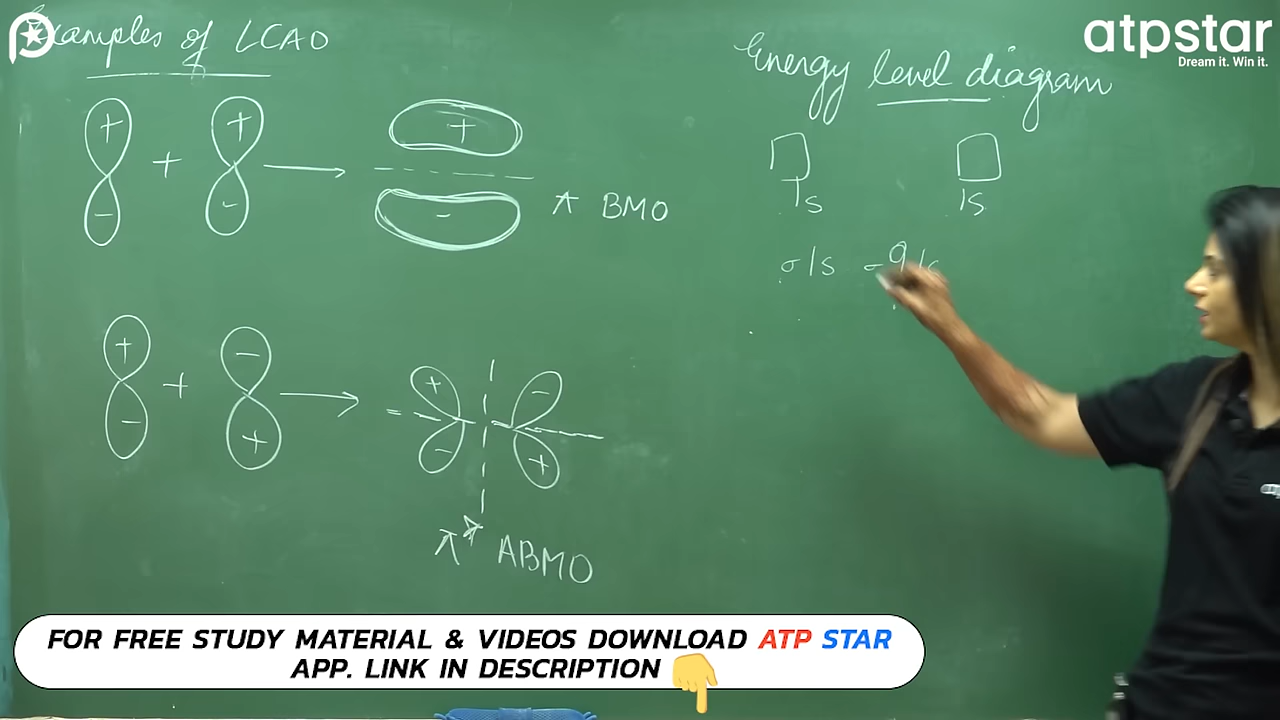 Examples of LCAO
+ + + → +
- - -
π BMO
+ + - → + -
- + - +
π* ABMO
Energy level diagram
1s 1s
σ1s σ*1s
atpstar
Dream it. Win it.
FOR FREE STUDY MATERIAL & VIDEOS DOWNLOAD ATP STAR
APP. LINK IN DESCRIPTION